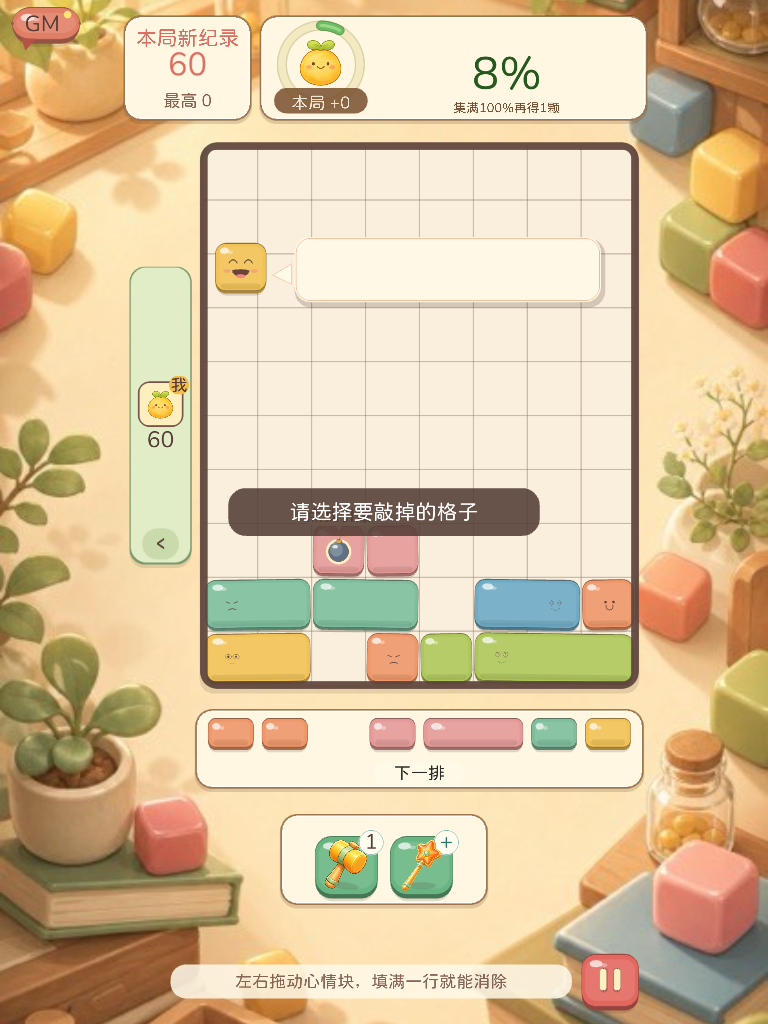 GM
本局新纪录
60
最高 0
本局 +0
8%
集满100%再得1颗
我
60
<
请选择要敲掉的格子
下一排
1
+
左右拖动心情块，填满一行就能消除